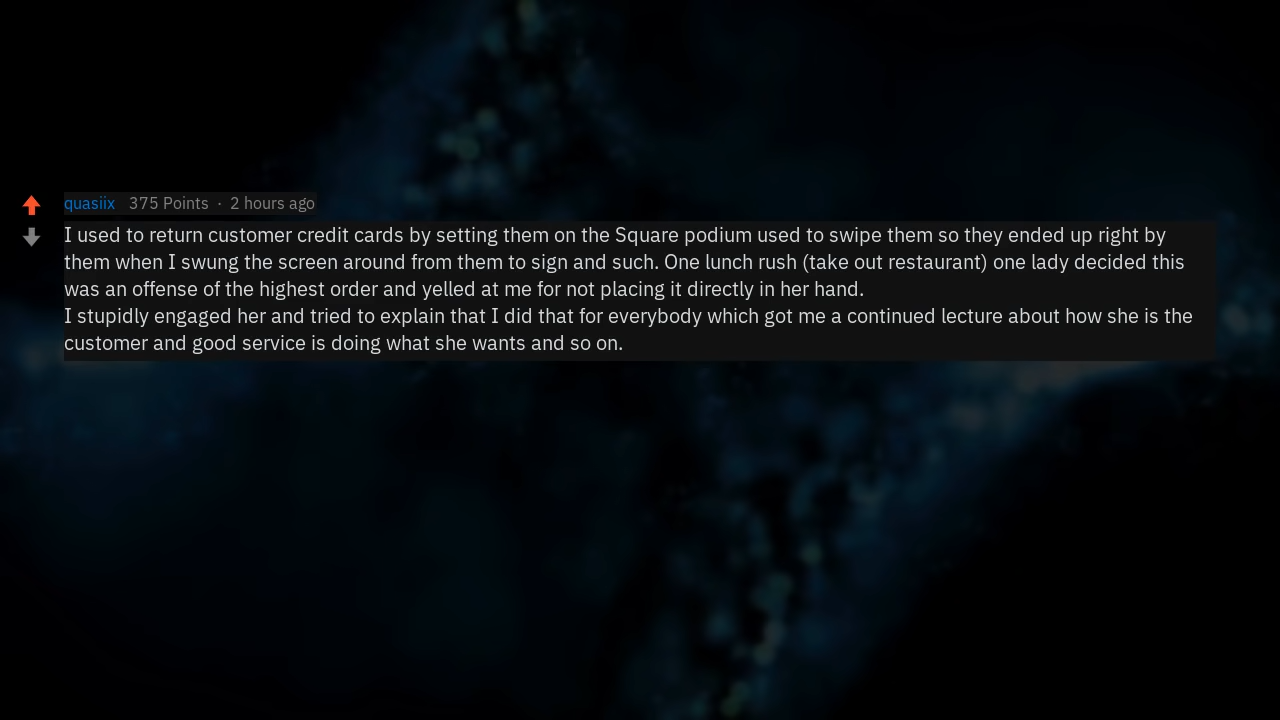 quasiix 375 Points · 2 hours ago
I used to return customer credit cards by setting them on the Square podium used to swipe them so they ended up right by
them when I swung the screen around from them to sign and such. One lunch rush (take out restaurant) one lady decided this
was an offense of the highest order and yelled at me for not placing it directly in her hand.
I stupidly engaged her and tried to explain that I did that for everybody which got me a continued lecture about how she is the
customer and good service is doing what she wants and so on.